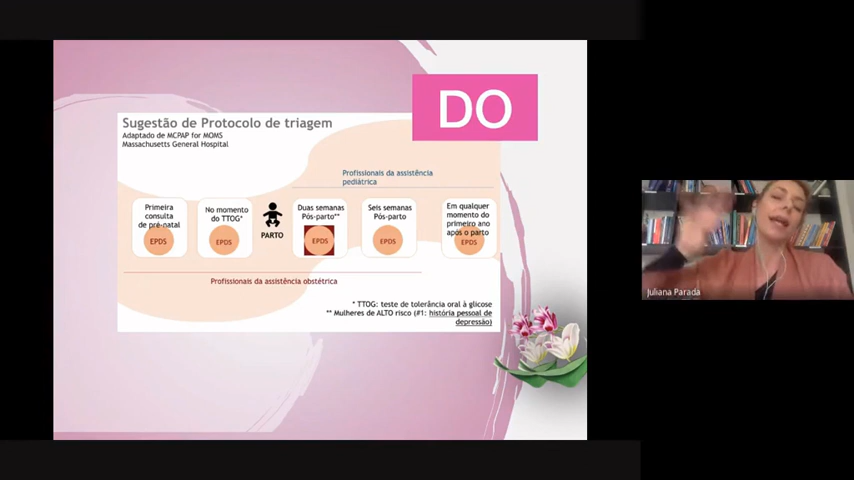 DO
Sugestão de Protocolo de triagem
Adaptado de MCPAP for MOMS
Massachusetts General Hospital
Profissionais da assistência
pediátrica
Primeira
consulta
de pré-natal
EPDS
No momento
do TTOG*
EPDS
PARTO
Duas semanas
Pós-parto**
EPDS
Seis semanas
Pós-parto
EPDS
Em qualquer
momento do
primeiro ano
após o parto
EPDS
Profissionais da assistência obstétrica
* TTOG: teste de tolerância oral à glicose
** Mulheres de ALTO risco (#1: história pessoal de
depressão)
Juliana Parada